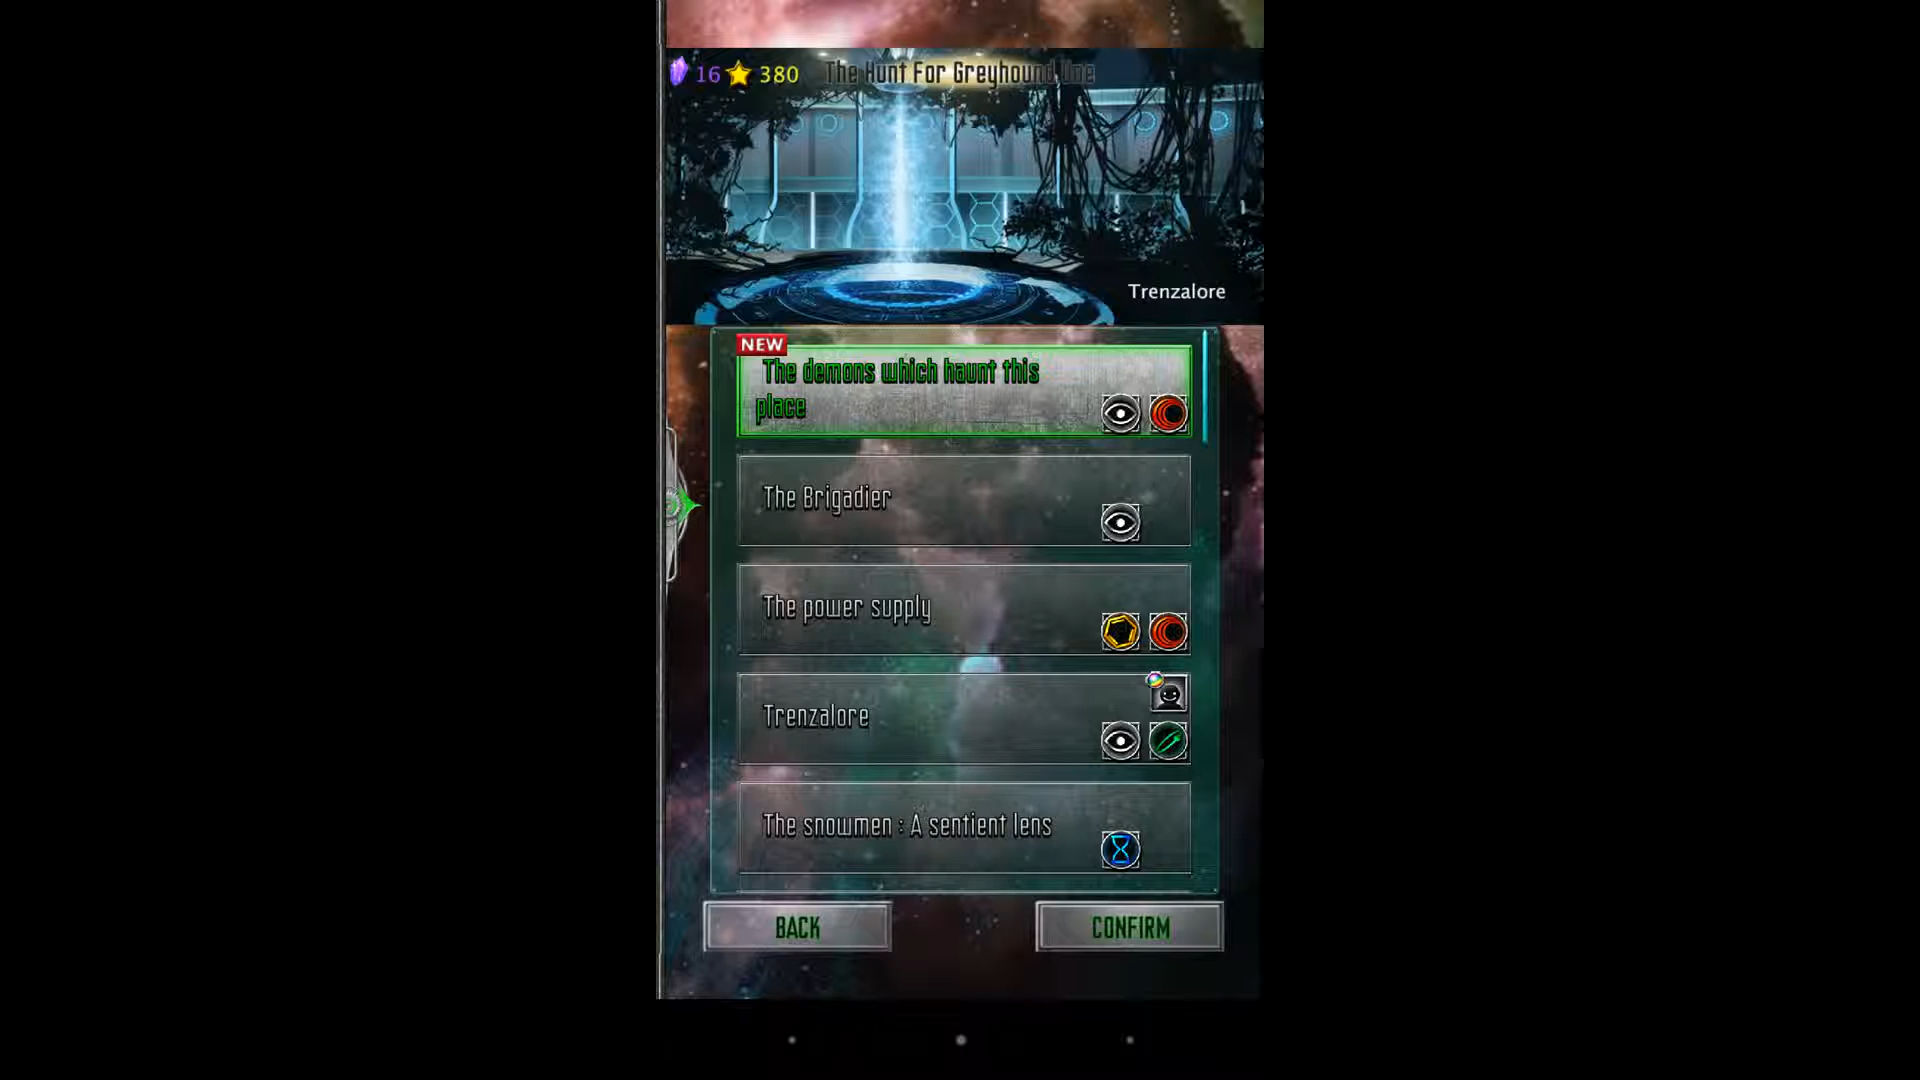 16 380 The Hunt For Greyhound One
Trenzalore
NEW
The demons which haunt this
place
The Brigadier
The power supply
Trenzalore
The snowmen : A sentient lens
BACK CONFIRM